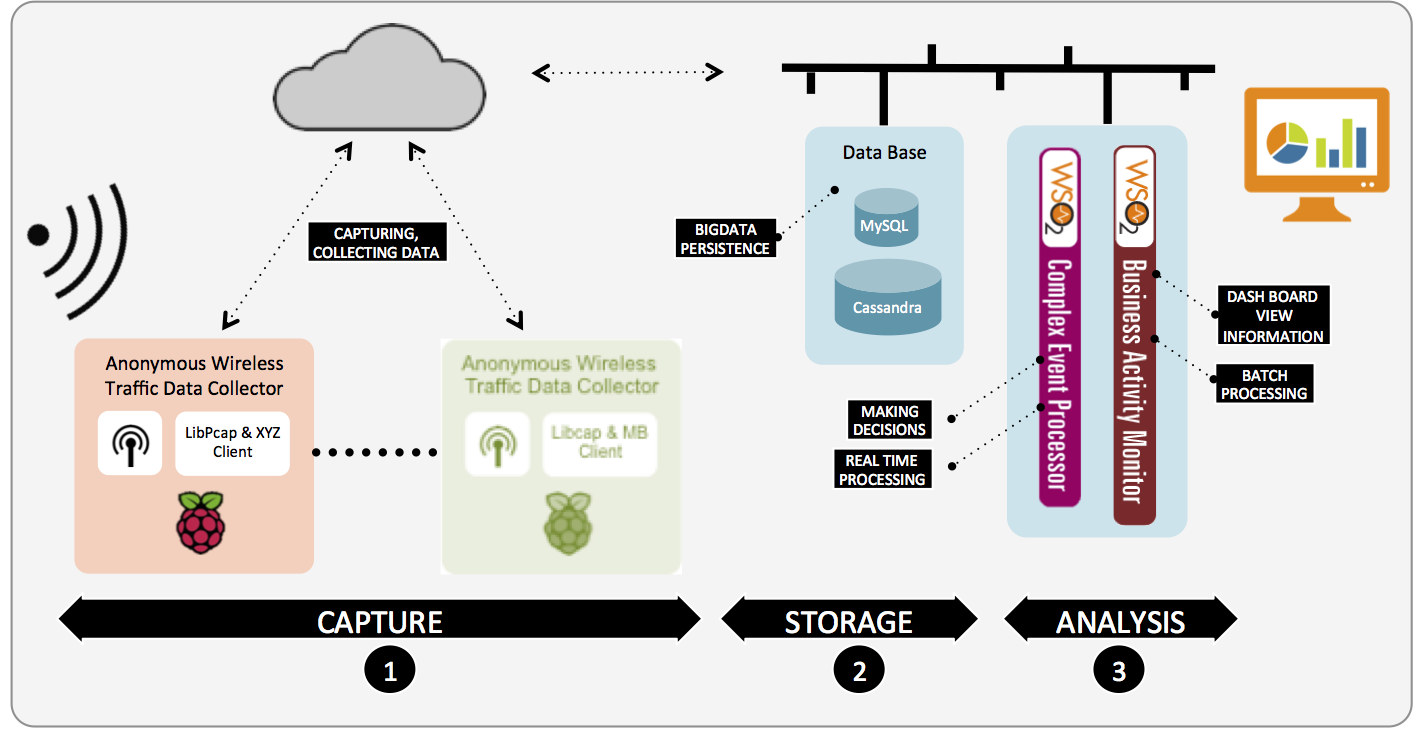 CAPTURING,
COLLECTING DATA
Anonymous Wireless
Traffic Data Collector
LibPcap & XYZ
Client
Anonymous Wireless
Traffic Data Collector
Libcap & MB
Client
CAPTURE
1
BIGDATA
PERSISTENCE
Data Base
MySQL
Cassandra
STORAGE
2
MAKING
DECISIONS
REAL TIME
PROCESSING
WSO2
Complex Event Processor
WSO2
Business Activity Monitor
DASH BOARD
VIEW
INFORMATION
BATCH
PROCESSING
ANALYSIS
3